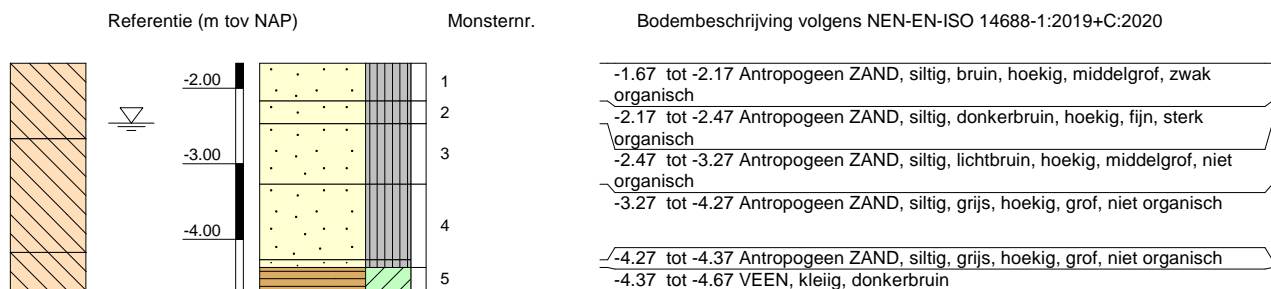 Referentie (m tov NAP) Monsternr. Bodembeschrijving volgens NEN-EN-ISO 14688-1:2019+C:2020
-2.00
-3.00
-4.00
1
2
3
4
5
-1.67 tot -2.17 Antropogeen ZAND, siltig, bruin, hoekig, middelgrof, zwak
organisch
-2.17 tot -2.47 Antropogeen ZAND, siltig, donkerbruin, hoekig, fijn, sterk
organisch
-2.47 tot -3.27 Antropogeen ZAND, siltig, lichtbruin, hoekig, middelgrof, niet
organisch
-3.27 tot -4.27 Antropogeen ZAND, siltig, grijs, hoekig, grof, niet organisch
-4.27 tot -4.37 Antropogeen ZAND, siltig, grijs, hoekig, grof, niet organisch
-4.37 tot -4.67 VEEN, kleiig, donkerbruin